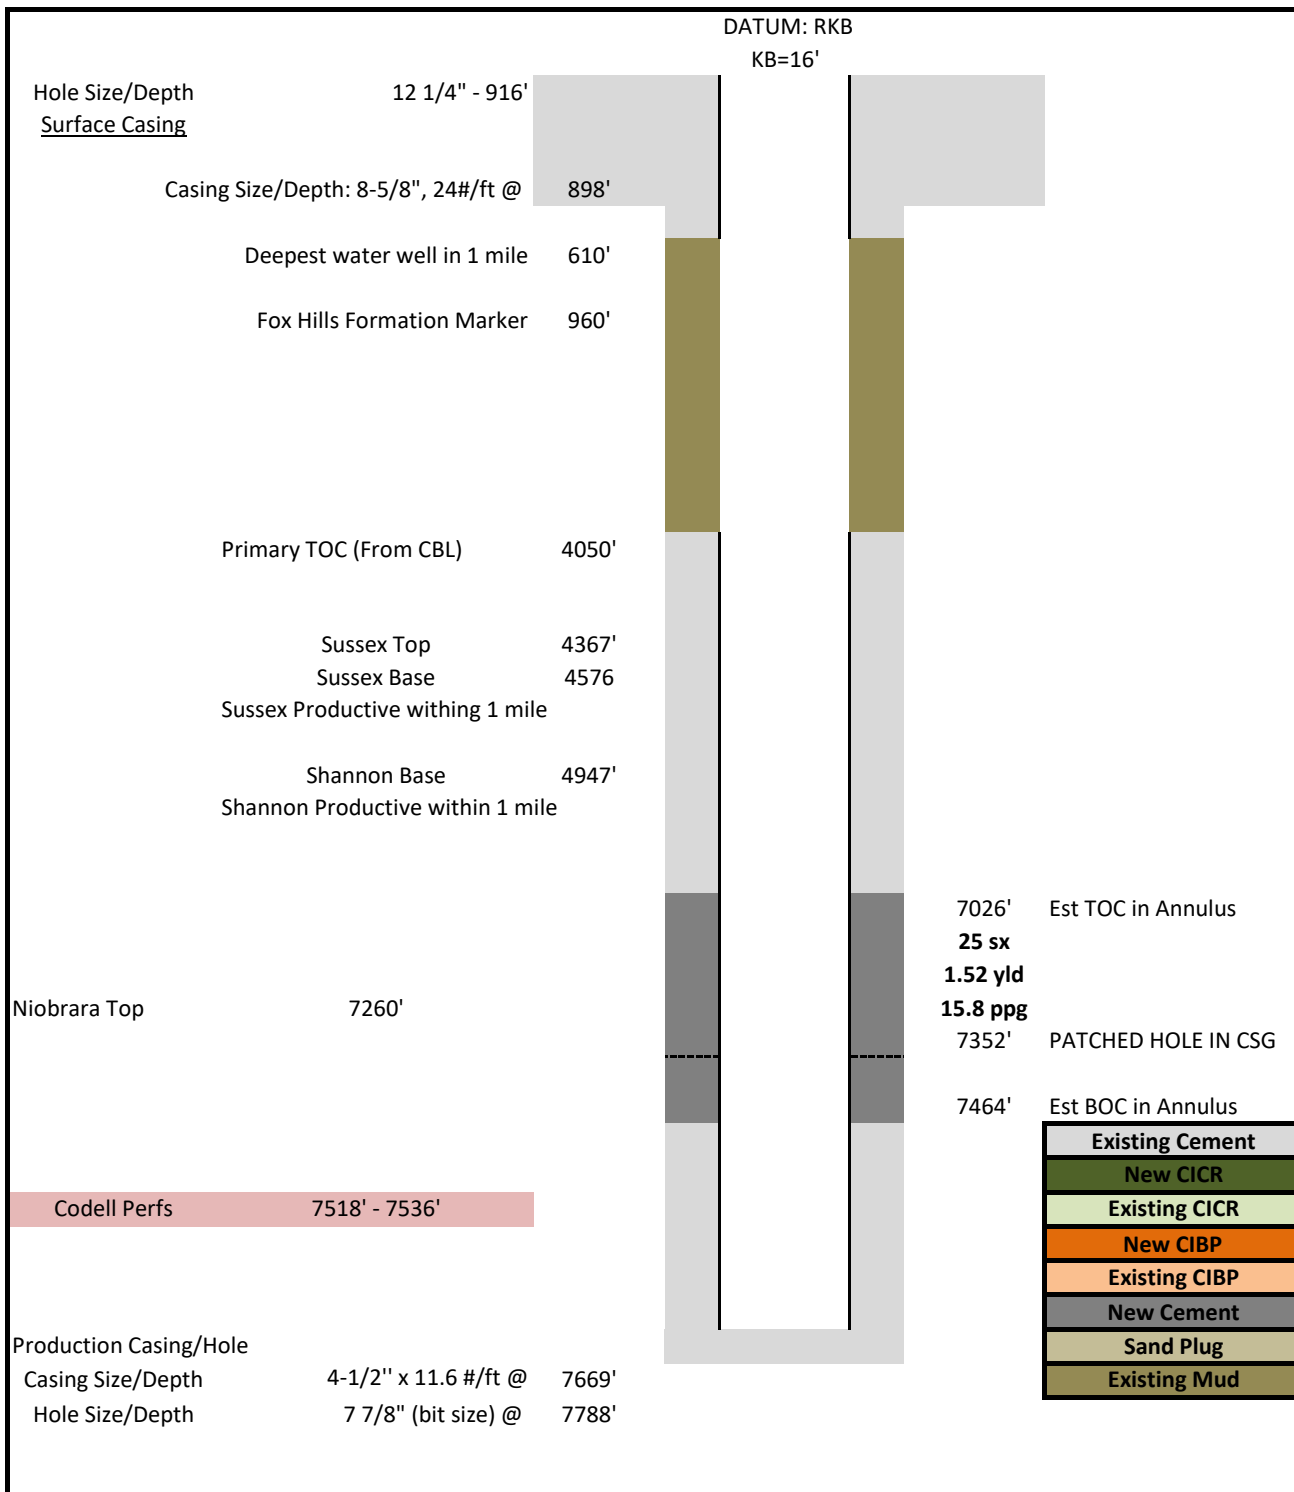 DATUM: RKB
KB=16'
Hole Size/Depth 12 1/4" - 916'
Surface Casing
Casing Size/Depth: 8-5/8", 24#/ft @ 898'
Deepest water well in 1 mile 610'
Fox Hills Formation Marker 960'
Primary TOC (From CBL) 4050'
Sussex Top 4367'
Sussex Base 4576
Sussex Productive withing 1 mile
Shannon Base 4947'
Shannon Productive within 1 mile
7026' Est TOC in Annulus
25 sx
1.52 yld
Niobrara Top 7260' 15.8 ppg
7352' PATCHED HOLE IN CSG
7464' Est BOC in Annulus
Existing Cement
New CICR
Codell Perfs 7518' - 7536' Existing CICR
New CIBP
Existing CIBP
New Cement
Production Casing/Hole Sand Plug
Casing Size/Depth 4-1/2'' x 11.6 #/ft @ 7669' Existing Mud
Hole Size/Depth 7 7/8" (bit size) @ 7788'